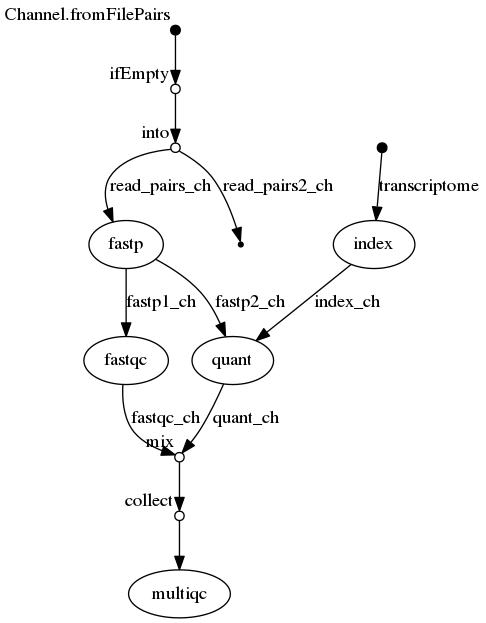 Channel.fromFilePairs
ifEmpty
into
read_pairs_ch
read_pairs2_ch
transcriptome
fastp
index
fastp1_ch
fastp2_ch
index_ch
fastqc
quant
fastqc_ch
quant_ch
mix
collect
multiqc